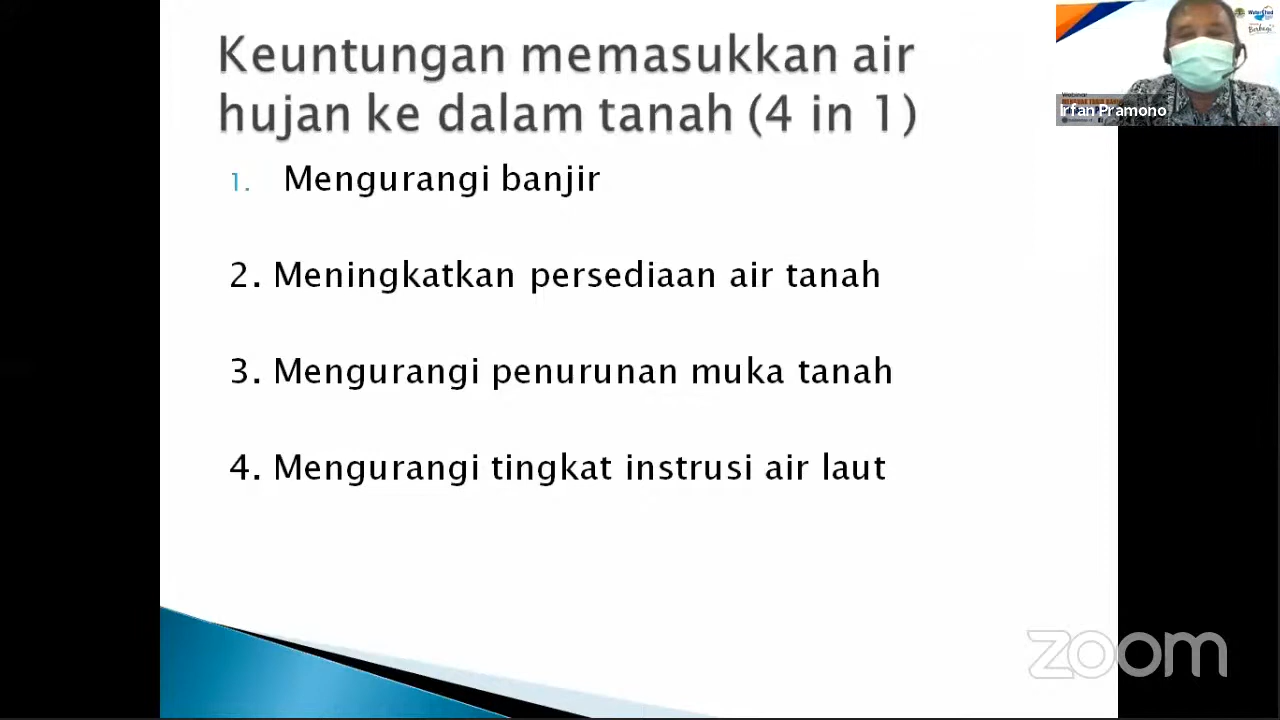 Keuntungan memasukkan air
hujan ke dalam tanah (4 in 1)
1. Mengurangi banjir
2. Meningkatkan persediaan air tanah
3. Mengurangi penurunan muka tanah
4. Mengurangi tingkat instrusi air laut
Webinar
Irfan Pramono
zoom